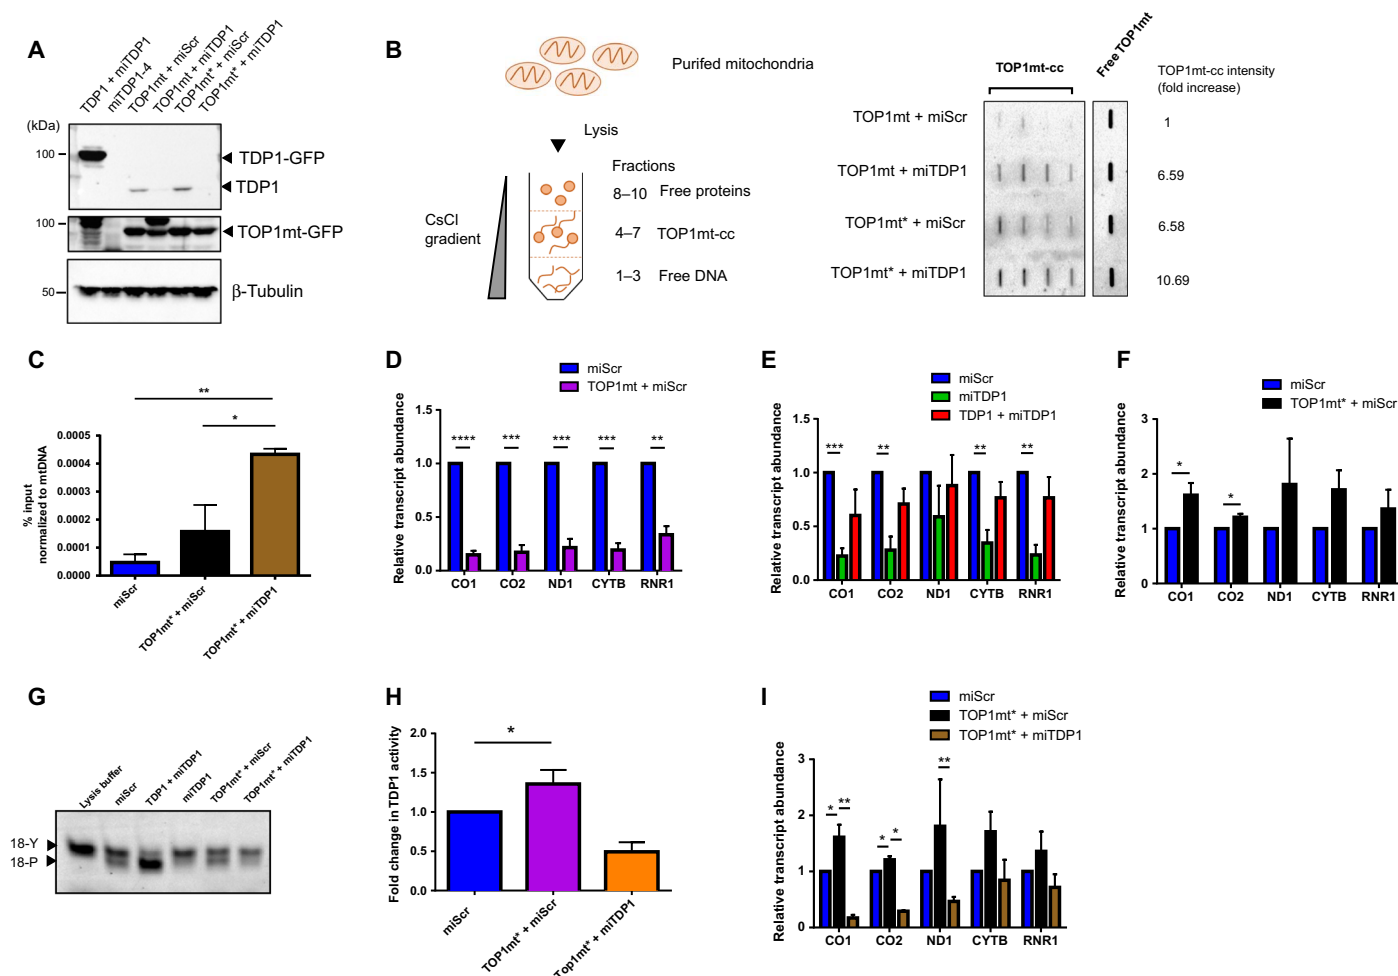 A
TDP1 + miTDP1
miTDP1-4
TOP1mt + miScr
TOP1mt + miTDP1
TOP1mt* + miScr
TOP1mt* + miTDP1
(kDa)
100
TDP1-GFP
TDP1
100
TOP1mt-GFP
50
β-Tubulin
B
Purifed mitochondria
Lysis
Fractions
8–10 Free proteins
CsCl
gradient
4–7 TOP1mt-cc
1–3 Free DNA
TOP1mt-cc
Free TOP1mt
TOP1mt-cc intensity
(fold increase)
TOP1mt + miScr
1
TOP1mt + miTDP1
6.59
TOP1mt* + miScr
6.58
TOP1mt* + miTDP1
10.69
C
**
*
% input
normalized to mtDNA
0.0005
0.0004
0.0003
0.0002
0.0001
0.0000
miScr
TOP1mt* + miScr
TOP1mt* + miTDP1
D
miScr
TOP1mt + miScr
Relative transcript abundance
1.5
1.0
0.5
0.0
**** *** *** *** **
CO1 CO2 ND1 CYTB RNR1
E
miScr
miTDP1
TDP1 + miTDP1
Relative transcript abundance
1.5
1.0
0.5
0.0
*** ** ** **
CO1 CO2 ND1 CYTB RNR1
F
miScr
TOP1mt* + miScr
Relative transcript abundance
3
2
1
0
* *
CO1 CO2 ND1 CYTB RNR1
G
Lysis buffer
miScr
TDP1 + miTDP1
miTDP1
TOP1mt* + miScr
TOP1mt* + miTDP1
18-Y
18-P
H
Fold change in TDP1 activity
2.0
1.5
1.0
0.5
0.0
*
miScr
TOP1mt* + miScr
Top1mt* + miTDP1
I
miScr
TOP1mt* + miScr
TOP1mt* + miTDP1
Relative transcript abundance
3
2
1
0
* ** * * **
CO1 CO2 ND1 CYTB RNR1